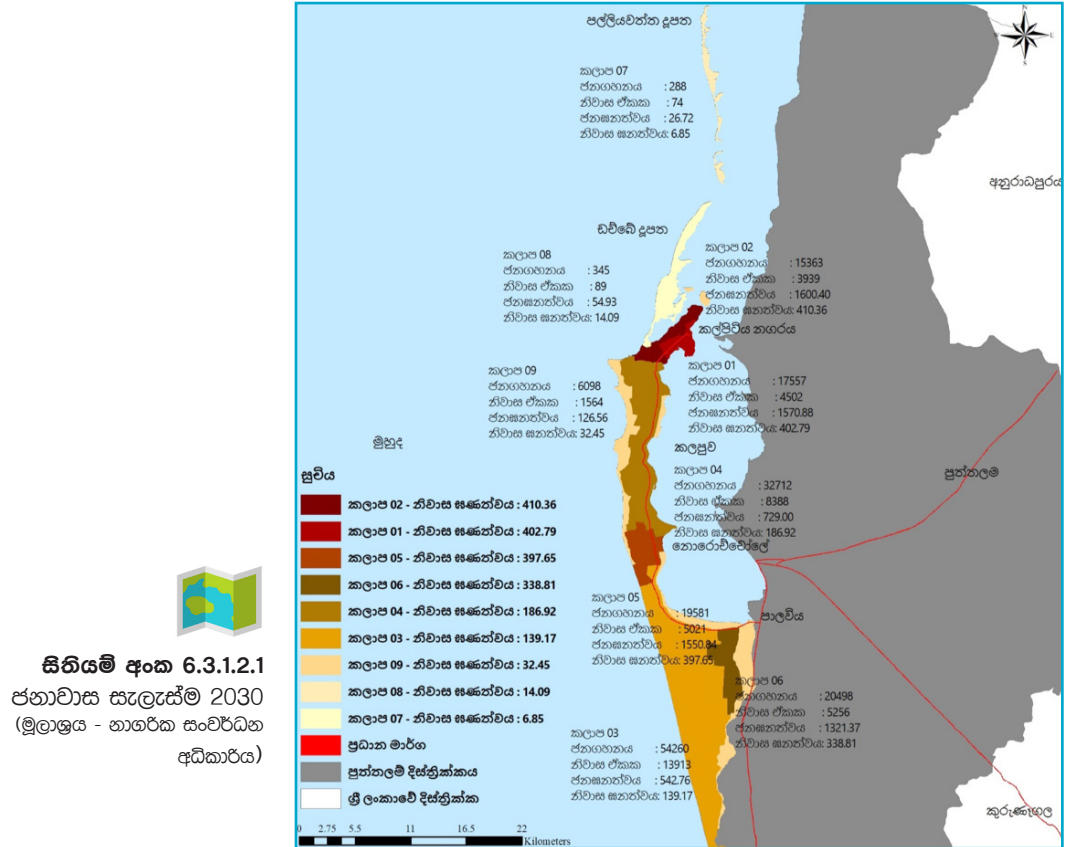 පල්ලියවත්ත දූපත
කලාප 07
ජනගහනය : 288
නිවාස ඒකක : 74
ජනඝනත්වය : 26.72
නිවාස ඝනත්වය: 6.85
N
E
S
අනුරාධපුරය
ඩච්බේ දූපත
කලාප 08
ජනගහනය : 345
නිවාස ඒකක : 89
ජනඝනත්වය : 54.93
නිවාස ඝනත්වය: 14.09
කලාප 02
ජනගහනය : 15363
නිවාස ඒකක : 3939
ජනඝනත්වය : 1600.40
නිවාස ඝනත්වය: 410.36
කල්පිටිය නගරය
කලාප 01
ජනගහනය : 17557
නිවාස ඒකක : 4502
ජනඝනත්වය : 1570.88
නිවාස ඝනත්වය: 402.79
කලාප 09
ජනගහනය : 6098
නිවාස ඒකක : 1564
ජනඝනත්වය : 126.56
නිවාස ඝනත්වය: 32.45
මුහුද
කලපුව
කලාප 04
ජනගහනය : 32712
නිවාස ඒකක : 8388
ජනඝනත්වය : 729.00
නිවාස ඝනත්වය: 186.92
නොරොච්චෝලේ
පුත්තලම
කලාප 05
ජනගහනය : 19581
නිවාස ඒකක : 5021
ජනඝනත්වය : 1550.84
නිවාස ඝනත්වය: 397.65
පාලවිය
කලාප 06
ජනගහනය : 20498
නිවාස ඒකක : 5256
ජනඝනත්වය : 1321.37
නිවාස ඝනත්වය: 338.81
කලාප 03
ජනගහනය : 54260
නිවාස ඒකක : 13913
ජනඝනත්වය : 542.76
නිවාස ඝනත්වය: 139.17
කුරුණෑගල
සුචිය
කලාප 02 - නිවාස ඝණත්වය : 410.36
කලාප 01 - නිවාස ඝණත්වය : 402.79
කලාප 05 - නිවාස ඝණත්වය : 397.65
කලාප 06 - නිවාස ඝණත්වය : 338.81
කලාප 04 - නිවාස ඝණත්වය : 186.92
කලාප 03 - නිවාස ඝණත්වය : 139.17
කලාප 09 - නිවාස ඝණත්වය : 32.45
කලාප 08 - නිවාස ඝණත්වය : 14.09
කලාප 07 - නිවාස ඝණත්වය : 6.85
ප්‍රධාන මාර්ග
පුත්තලම් දිස්ත්‍රික්කය
ශ්‍රී ලංකාවේ දිස්ත්‍රික්ක
0 2.75 5.5 11 16.5 22
Kilometers
සිතියම් අංක 6.3.1.2.1
ජනාවාස සැලැස්ම 2030
(මූලාශ්‍රය - නාගරික සංවර්ධන
අධිකාරිය)